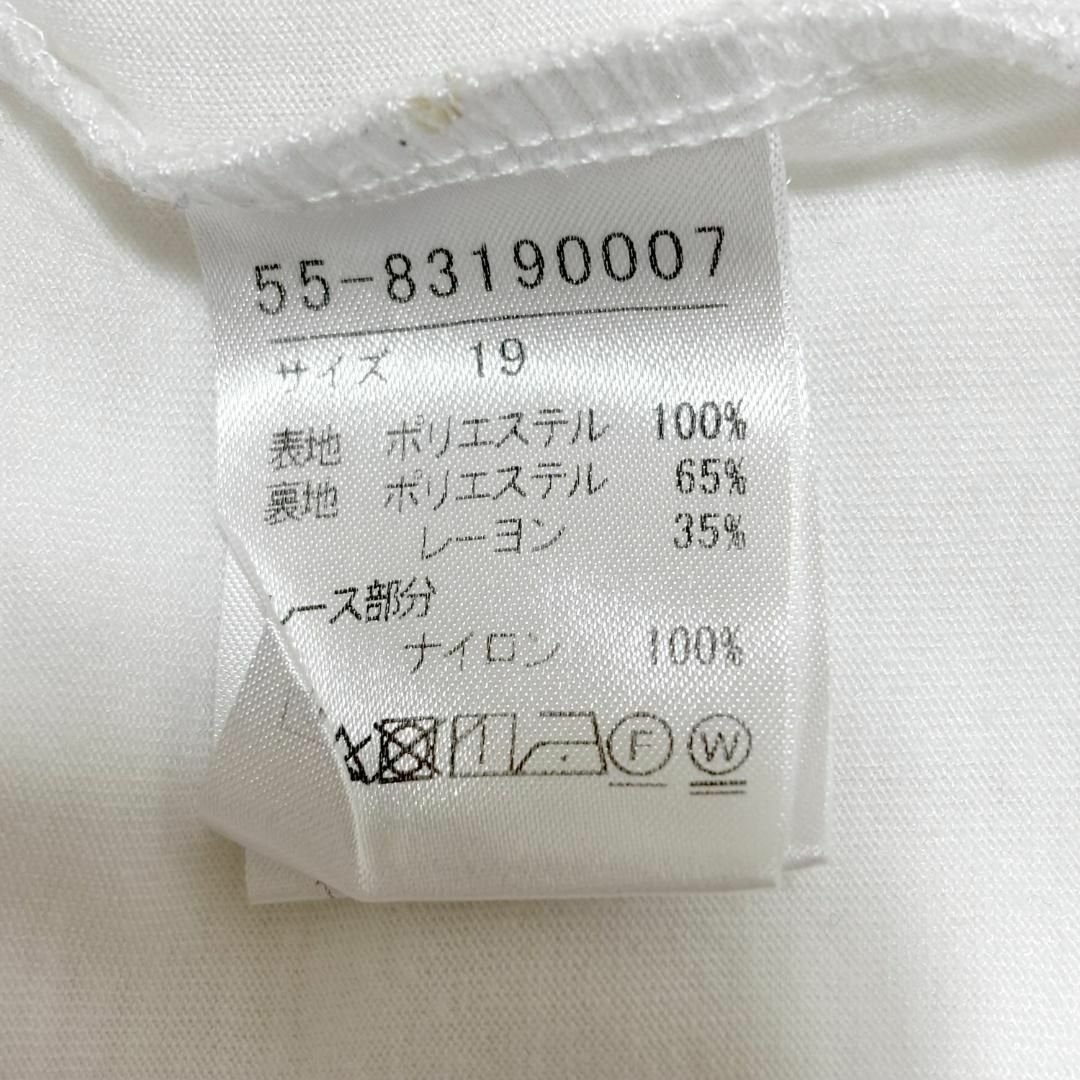 55-83190007
サイズ 19
表地 ポリエステル 100%
裏地 ポリエステル 65%
レーヨン 35%
レース部分
ナイロン 100%
F W